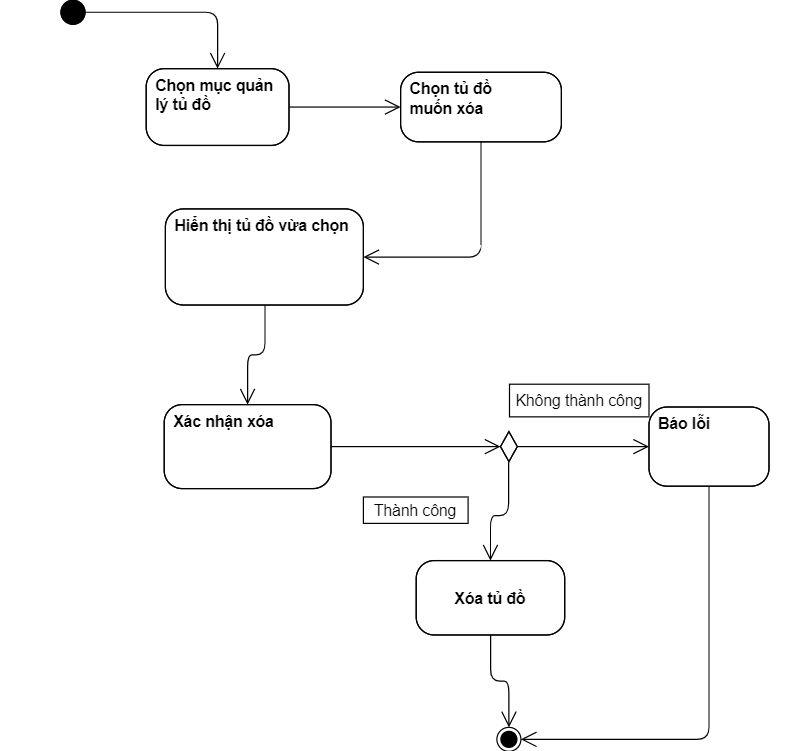 Chọn mục quản
lý tủ đồ
Chọn tủ đồ
muốn xóa
Hiển thị tủ đồ vừa chọn
Xác nhận xóa
Không thành công
Báo lỗi
Thành công
Xóa tủ đồ